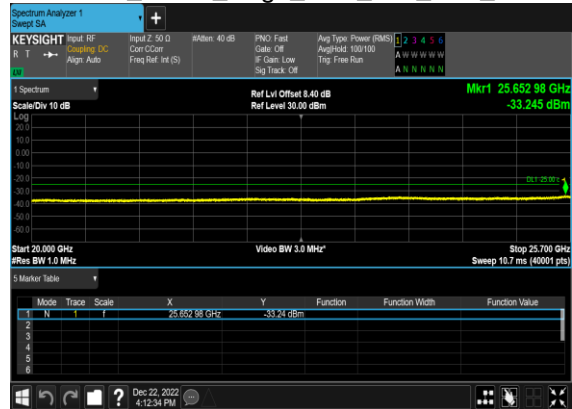 Spectrum Analyzer 1
Swept SA
+
KEYSIGHT Input: RF Input Z: 50 Ω #Atten: 40 dB PNO: Fast Avg Type: Power (RMS) 1 2 3 4 5 6
R T Coupling: DC Corr CCorr Gate: Off Avg|Hold: 100/100 A W W W W W
Align: Auto Freq Ref: Int (S) IF Gain: Low Trig: Free Run
Sig Track: Off A N N N N N
1 Spectrum Ref Lvl Offset 8.40 dB Mkr1 25.652 98 GHz
Scale/Div 10 dB Ref Level 30.00 dBm -33.245 dBm
Log
20.0
10.0
0.00
-10.0
-20.0
DL1 -25.00
-30.0
-40.0
-50.0
-60.0
Start 20.000 GHz Video BW 3.0 MHz* Stop 25.700 GHz
#Res BW 1.0 MHz Sweep 10.7 ms (40001 pts)
5 Marker Table
Mode Trace Scale X Y Function Function Width Function Value
1 N 1 f 25.652 98 GHz -33.24 dBm
2
3
4
5
6
? Dec 22, 2022
4:12:34 PM